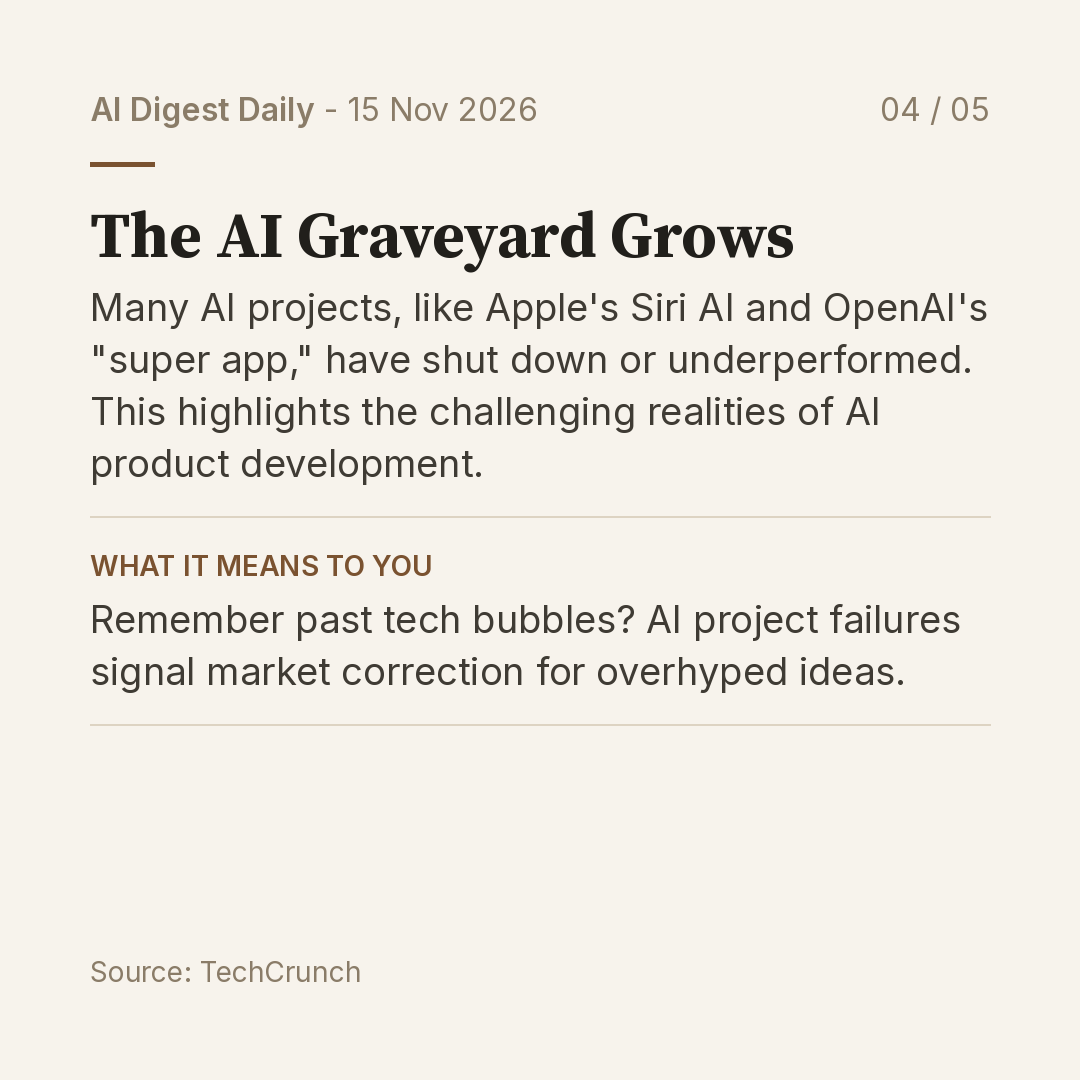 AI Digest Daily - 15 Nov 2026
04 / 05
The AI Graveyard Grows
Many AI projects, like Apple's Siri AI and OpenAI's
"super app," have shut down or underperformed.
This highlights the challenging realities of AI
product development.
WHAT IT MEANS TO YOU
Remember past tech bubbles? AI project failures
signal market correction for overhyped ideas.
Source: TechCrunch